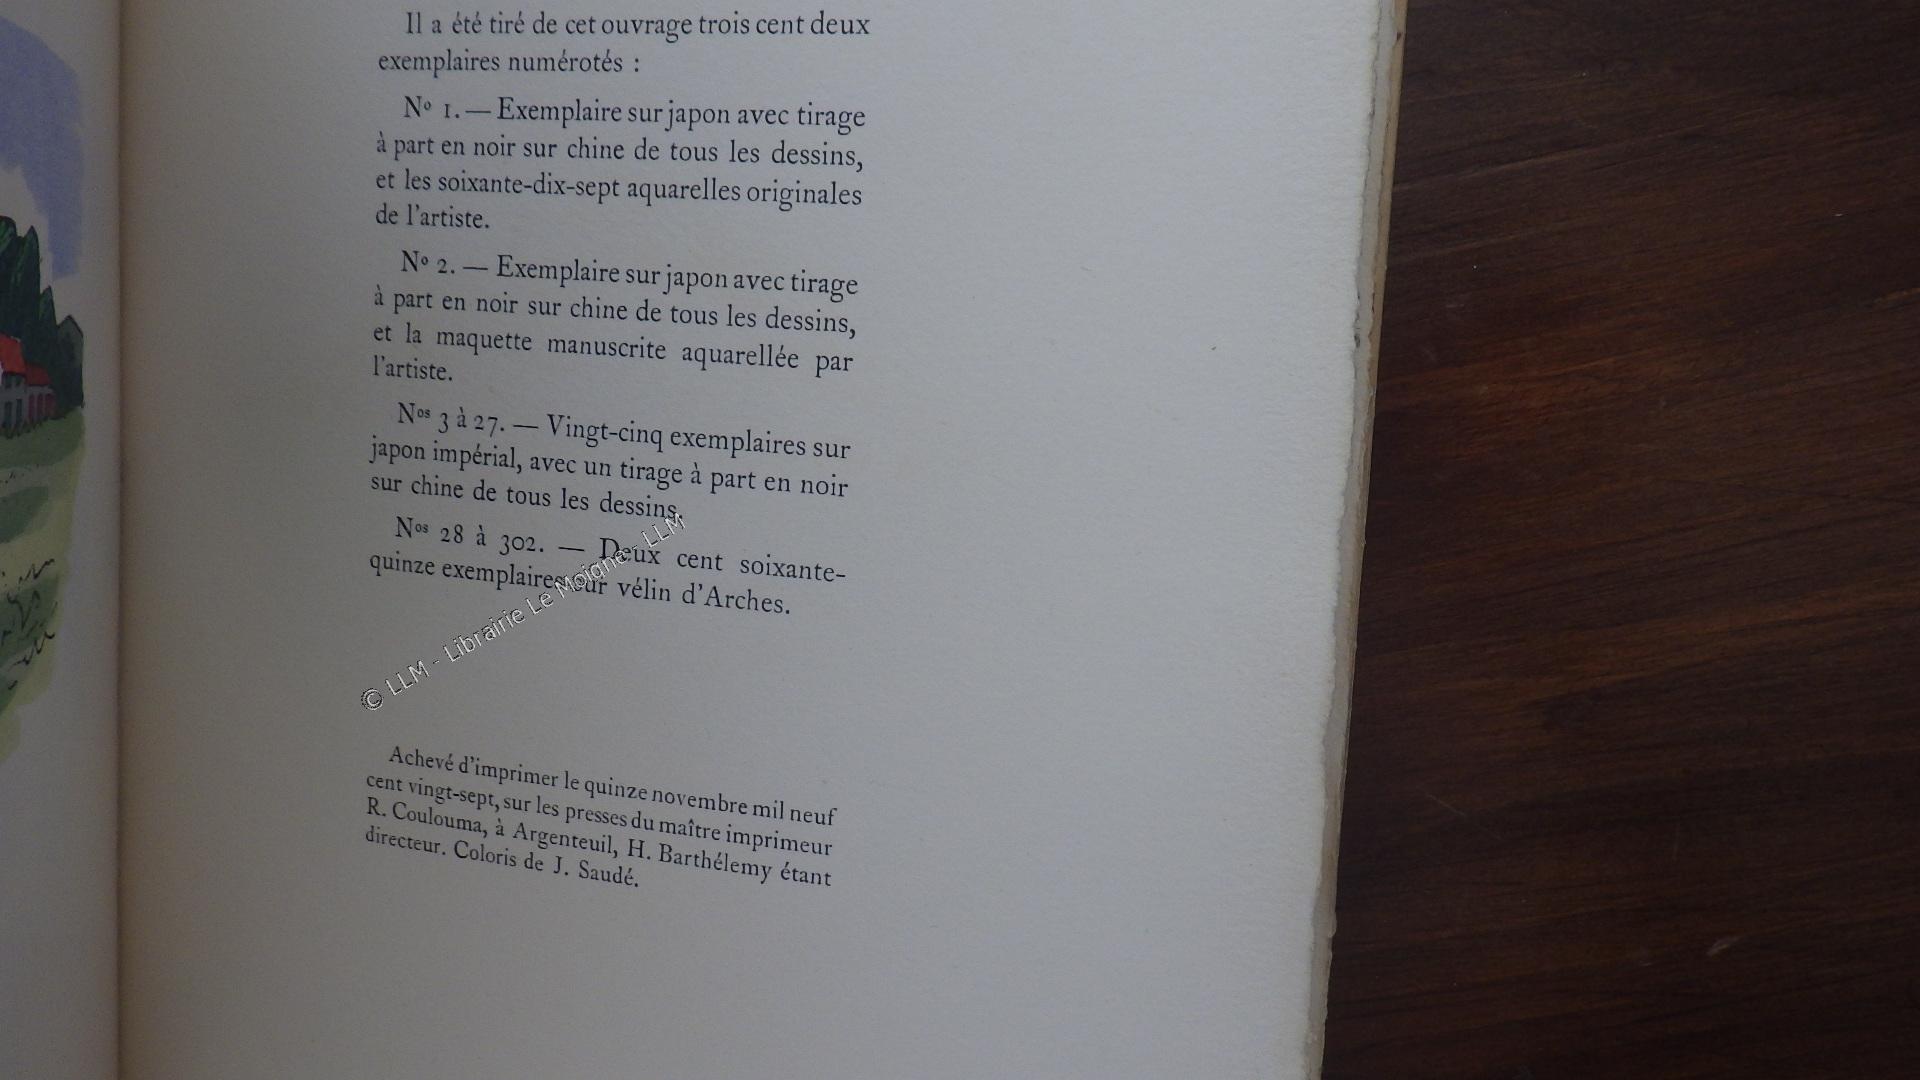 Il a été tiré de cet ouvrage trois cent deux
exemplaires numérotés :
Nº 1. — Exemplaire sur japon avec tirage
à part en noir sur chine de tous les dessins,
et les soixante-dix-sept aquarelles originales
de l'artiste.
Nº 2. — Exemplaire sur japon avec tirage
à part en noir sur chine de tous les dessins,
et la maquette manuscrite aquarellée par
l'artiste.
Nos 3 à 27. — Vingt-cinq exemplaires sur
japon impérial, avec un tirage à part en noir
sur chine de tous les dessins.
Nos 28 à 302. — Deux cent soixante-
quinze exemplaires sur vélin d'Arches.
© LLM - Librairie Le Moigne - LLM
Achevé d'imprimer le quinze novembre mil neuf
cent vingt-sept, sur les presses du maître imprimeur
R. Coulouma, à Argenteuil, H. Barthélemy étant
directeur. Coloris de J. Saudé.